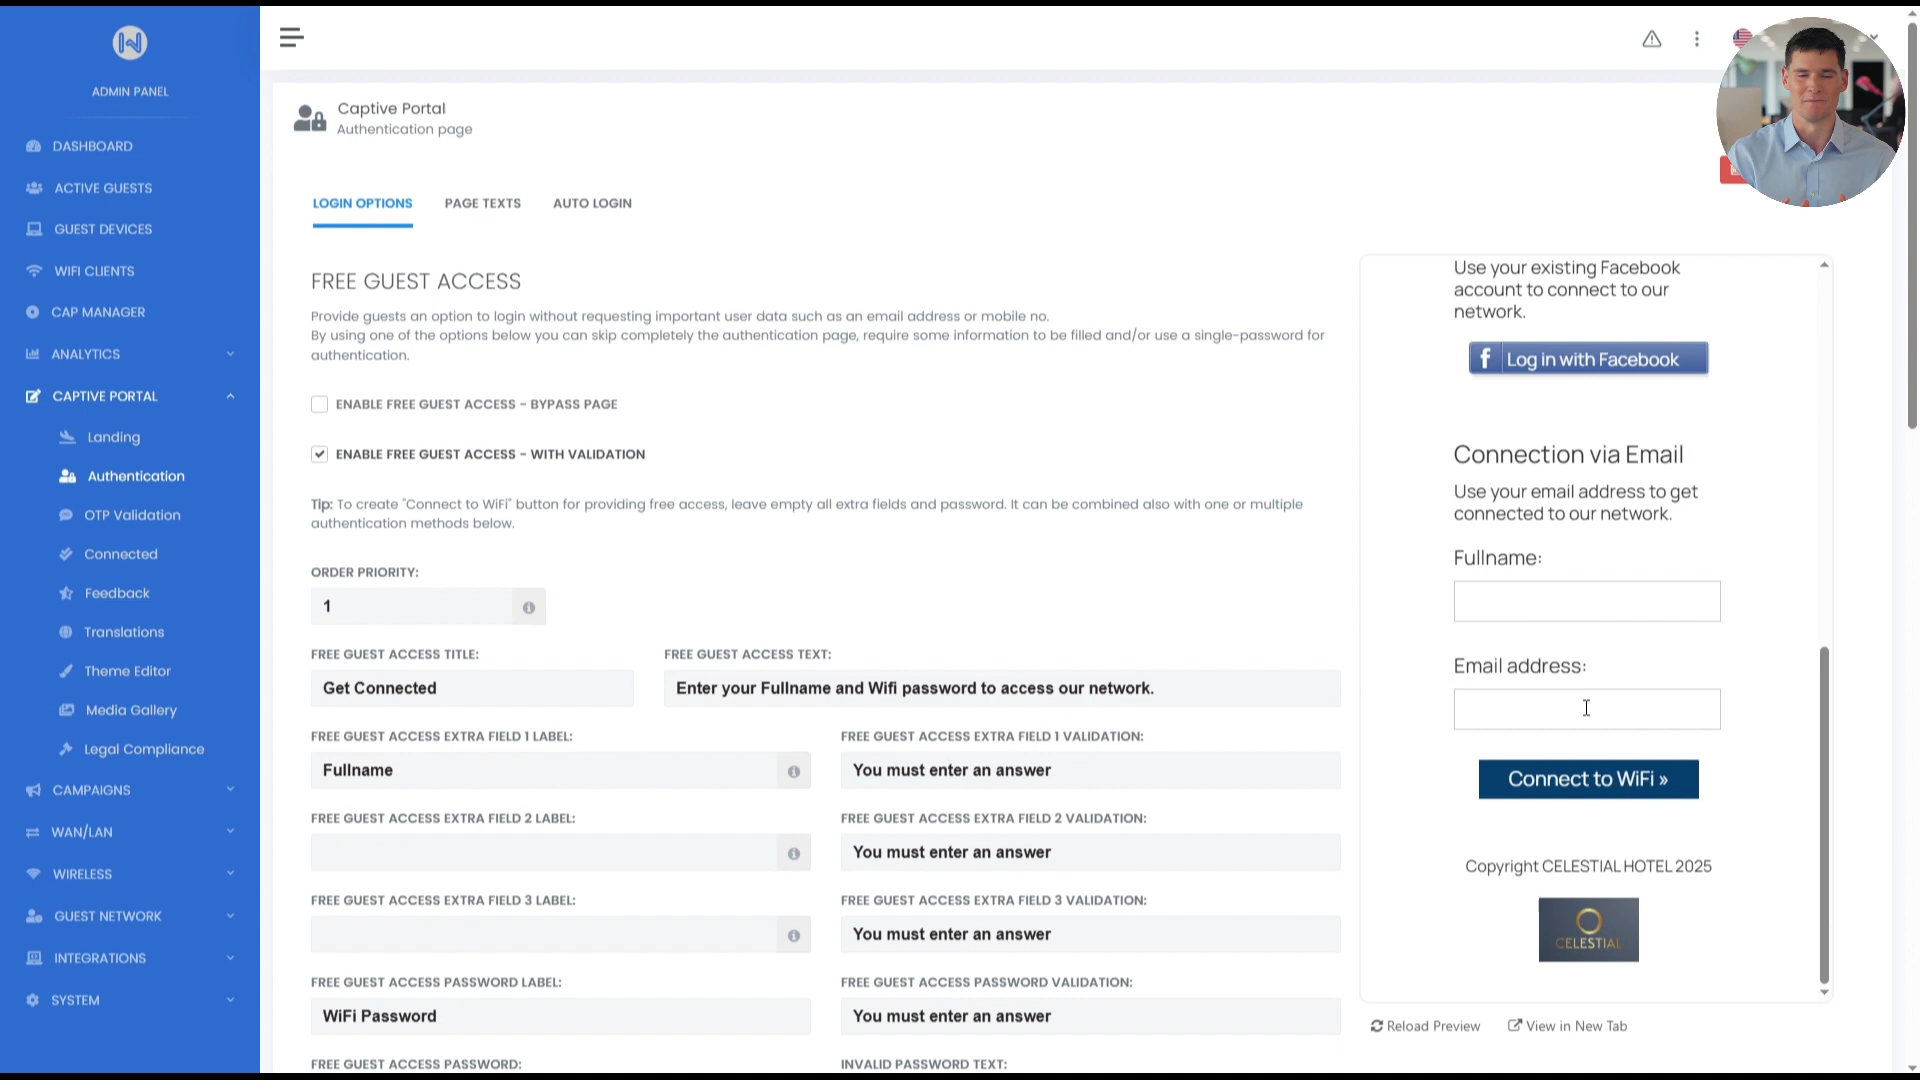 ADMIN PANEL
DASHBOARD
ACTIVE GUESTS
GUEST DEVICES
WIFI CLIENTS
CAP MANAGER
ANALYTICS
CAPTIVE PORTAL
Landing
Authentication
OTP Validation
Connected
Feedback
Translations
Theme Editor
Media Gallery
Legal Compliance
CAMPAIGNS
WAN/LAN
WIRELESS
GUEST NETWORK
INTEGRATIONS
SYSTEM
Captive Portal
Authentication page
LOGIN OPTIONS PAGE TEXTS AUTO LOGIN
FREE GUEST ACCESS
Provide guests an option to login without requesting important user data such as an email address or mobile no.
By using one of the options below you can skip completely the authentication page, require some information to be filled and/or use a single-password for
authentication.
ENABLE FREE GUEST ACCESS - BYPASS PAGE
ENABLE FREE GUEST ACCESS - WITH VALIDATION
Tip: To create "Connect to WiFi" button for providing free access, leave empty all extra fields and password. It can be combined also with one or multiple
authentication methods below.
ORDER PRIORITY:
1
FREE GUEST ACCESS TITLE: FREE GUEST ACCESS TEXT:
Get Connected Enter your Fullname and Wifi password to access our network.
FREE GUEST ACCESS EXTRA FIELD 1 LABEL: FREE GUEST ACCESS EXTRA FIELD 1 VALIDATION:
Fullname You must enter an answer
FREE GUEST ACCESS EXTRA FIELD 2 LABEL: FREE GUEST ACCESS EXTRA FIELD 2 VALIDATION:
You must enter an answer
FREE GUEST ACCESS EXTRA FIELD 3 LABEL: FREE GUEST ACCESS EXTRA FIELD 3 VALIDATION:
You must enter an answer
FREE GUEST ACCESS PASSWORD LABEL: FREE GUEST ACCESS PASSWORD VALIDATION:
WiFi Password You must enter an answer
FREE GUEST ACCESS PASSWORD: INVALID PASSWORD TEXT:
Use your existing Facebook
account to connect to our
network.
f Log in with Facebook
Connection via Email
Use your email address to get
connected to our network.
Fullname:
Email address:
Connect to WiFi »
Copyright CELESTIAL HOTEL 2025
CELESTIAL
Reload Preview View in New Tab